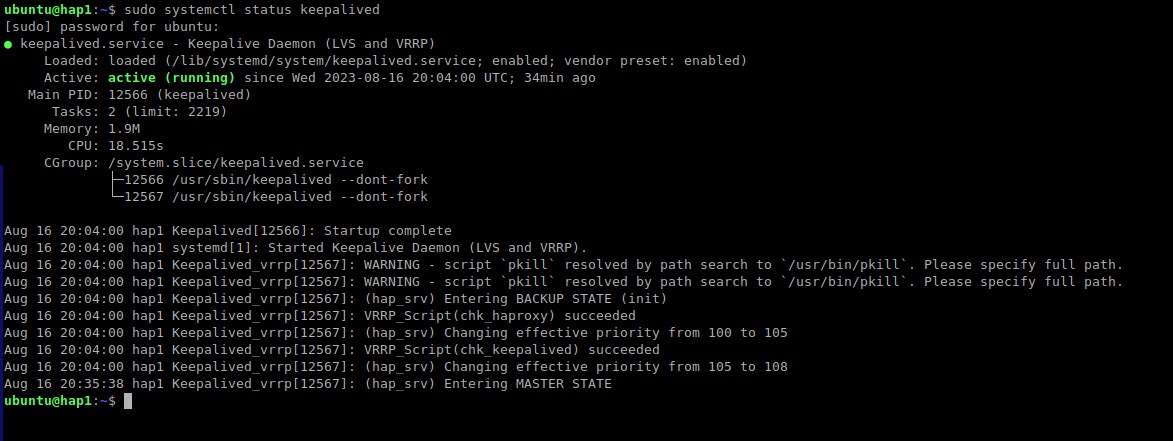 ubuntu@hap1:~$ sudo systemctl status keepalived
[sudo] password for ubuntu:
● keepalived.service - Keepalive Daemon (LVS and VRRP)
     Loaded: loaded (/lib/systemd/system/keepalived.service; enabled; vendor preset: enabled)
     Active: active (running) since Wed 2023-08-16 20:04:00 UTC; 34min ago
   Main PID: 12566 (keepalived)
      Tasks: 2 (limit: 2219)
     Memory: 1.9M
        CPU: 18.515s
     CGroup: /system.slice/keepalived.service
             ├─12566 /usr/sbin/keepalived --dont-fork
             └─12567 /usr/sbin/keepalived --dont-fork

Aug 16 20:04:00 hap1 Keepalived[12566]: Startup complete
Aug 16 20:04:00 hap1 systemd[1]: Started Keepalive Daemon (LVS and VRRP).
Aug 16 20:04:00 hap1 Keepalived_vrrp[12567]: WARNING - script `pkill` resolved by path search to `/usr/bin/pkill`. Please specify full path.
Aug 16 20:04:00 hap1 Keepalived_vrrp[12567]: WARNING - script `pkill` resolved by path search to `/usr/bin/pkill`. Please specify full path.
Aug 16 20:04:00 hap1 Keepalived_vrrp[12567]: (hap_srv) Entering BACKUP STATE (init)
Aug 16 20:04:00 hap1 Keepalived_vrrp[12567]: VRRP_Script(chk_haproxy) succeeded
Aug 16 20:04:00 hap1 Keepalived_vrrp[12567]: (hap_srv) Changing effective priority from 100 to 105
Aug 16 20:04:00 hap1 Keepalived_vrrp[12567]: VRRP_Script(chk_keepalived) succeeded
Aug 16 20:04:00 hap1 Keepalived_vrrp[12567]: (hap_srv) Changing effective priority from 105 to 108
Aug 16 20:35:38 hap1 Keepalived_vrrp[12567]: (hap_srv) Entering MASTER STATE
ubuntu@hap1:~$